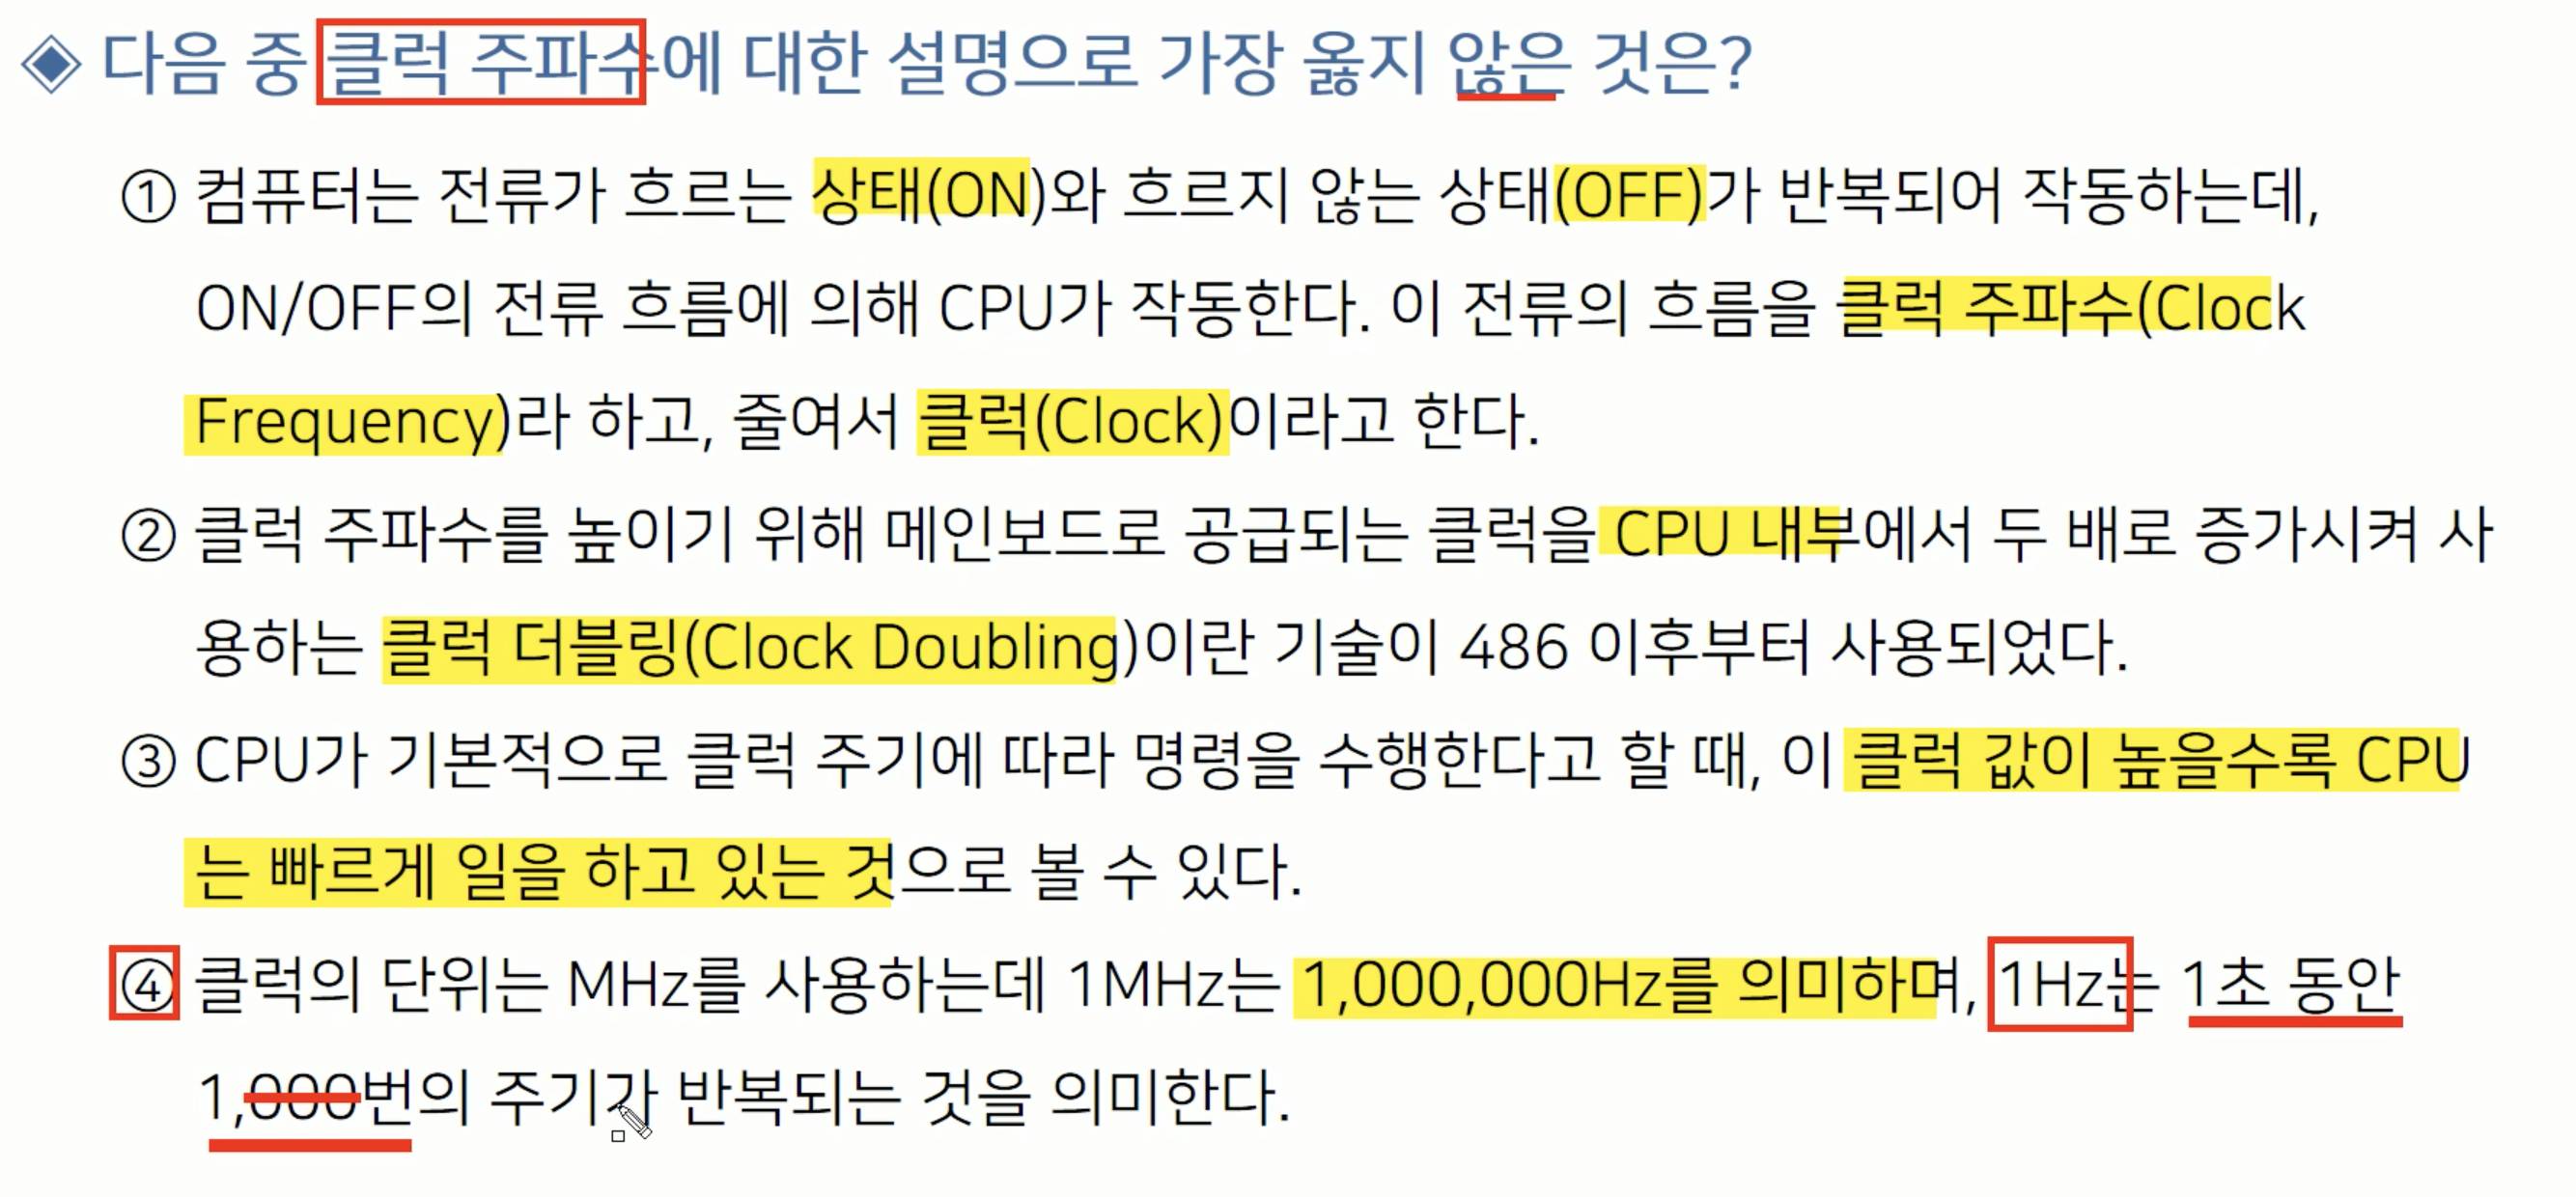 ◈ 다음 중 클럭 주파수에 대한 설명으로 가장 옳지 않은 것은?
① 컴퓨터는 전류가 흐르는 상태(ON)와 흐르지 않는 상태(OFF)가 반복되어 작동하는데,
ON/OFF의 전류 흐름에 의해 CPU가 작동한다. 이 전류의 흐름을 클럭 주파수(Clock
Frequency)라 하고, 줄여서 클럭(Clock)이라고 한다.
② 클럭 주파수를 높이기 위해 메인보드로 공급되는 클럭을 CPU 내부에서 두 배로 증가시켜 사
용하는 클럭 더블링(Clock Doubling)이란 기술이 486 이후부터 사용되었다.
③ CPU가 기본적으로 클럭 주기에 따라 명령을 수행한다고 할 때, 이 클럭 값이 높을수록 CPU
는 빠르게 일을 하고 있는 것으로 볼 수 있다.
④ 클럭의 단위는 MHz를 사용하는데 1MHz는 1,000,000Hz를 의미하며, 1Hz는 1초 동안
1,000번의 주기가 반복되는 것을 의미한다.